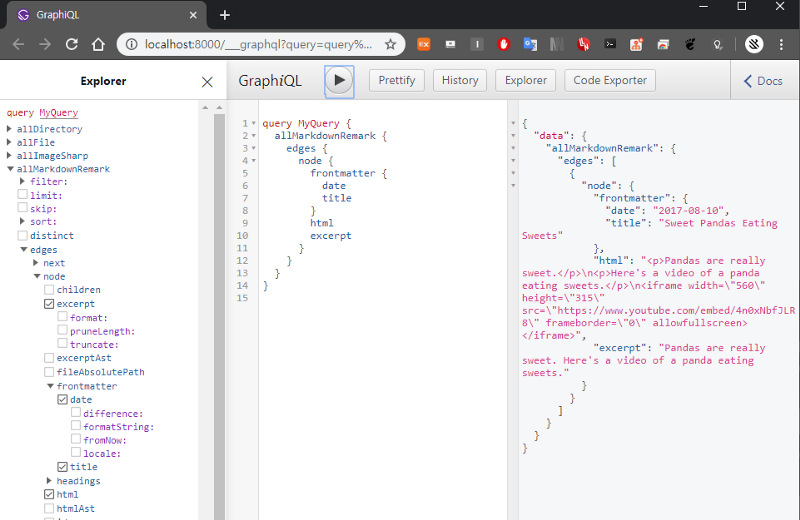 GraphiQL
localhost:8000/___graphql?query=query%...
Explorer
GraphiQL
Prettify
History
Explorer
Code Exporter
Docs
query MyQuery
allDirectory
allFile
allImageSharp
allMarkdownRemark
filter:
limit:
skip:
sort:
distinct
edges
next
node
children
excerpt
format:
pruneLength:
truncate:
excerptAst
fileAbsolutePath
frontmatter
date
difference:
formatString:
fromNow:
locale:
title
headings
html
htmlAst
1 query MyQuery {
2 allMarkdownRemark {
3 edges {
4 node {
5 frontmatter {
6 date
7 title
8 }
9 html
10 excerpt
11 }
12 }
13 }
14 }
15
{
"data": {
"allMarkdownRemark": {
"edges": [
{
"node": {
"frontmatter": {
"date": "2017-08-10",
"title": "Sweet Pandas Eating
Sweets"
},
"html": "<p>Pandas are really
sweet.</p>\n<p>Here's a video of a panda
eating sweets.</p>\n<iframe width=\"560\"
height=\"315\"
src=\"https://www.youtube.com/embed/4n0xNbfJLR
8\" frameborder=\"0\" allowfullscreen>
</iframe>",
"excerpt": "Pandas are really
sweet. Here's a video of a panda eating
sweets."
}
}
]
}
}
}